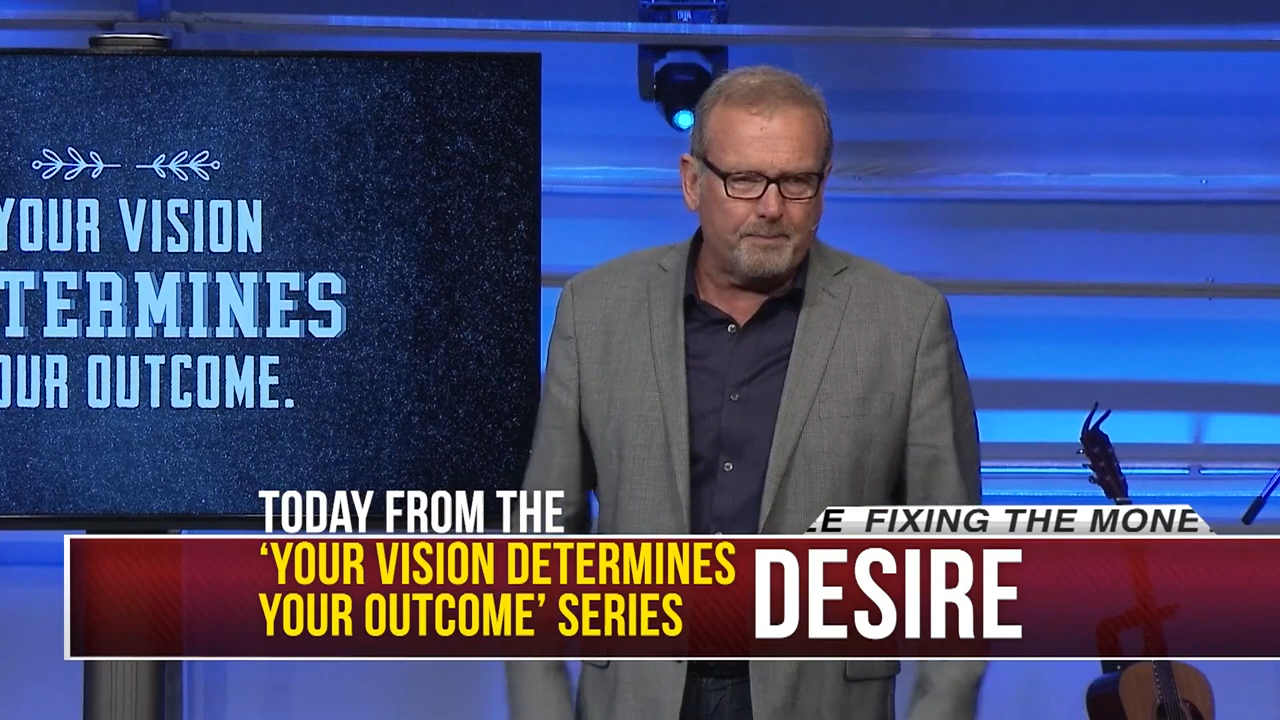 YOUR VISION
TERMINES
OUR OUTCOME.
TODAY FROM THE
‘YOUR VISION DETERMINES
YOUR OUTCOME’ SERIES
FIXING THE MONE
DESIRE